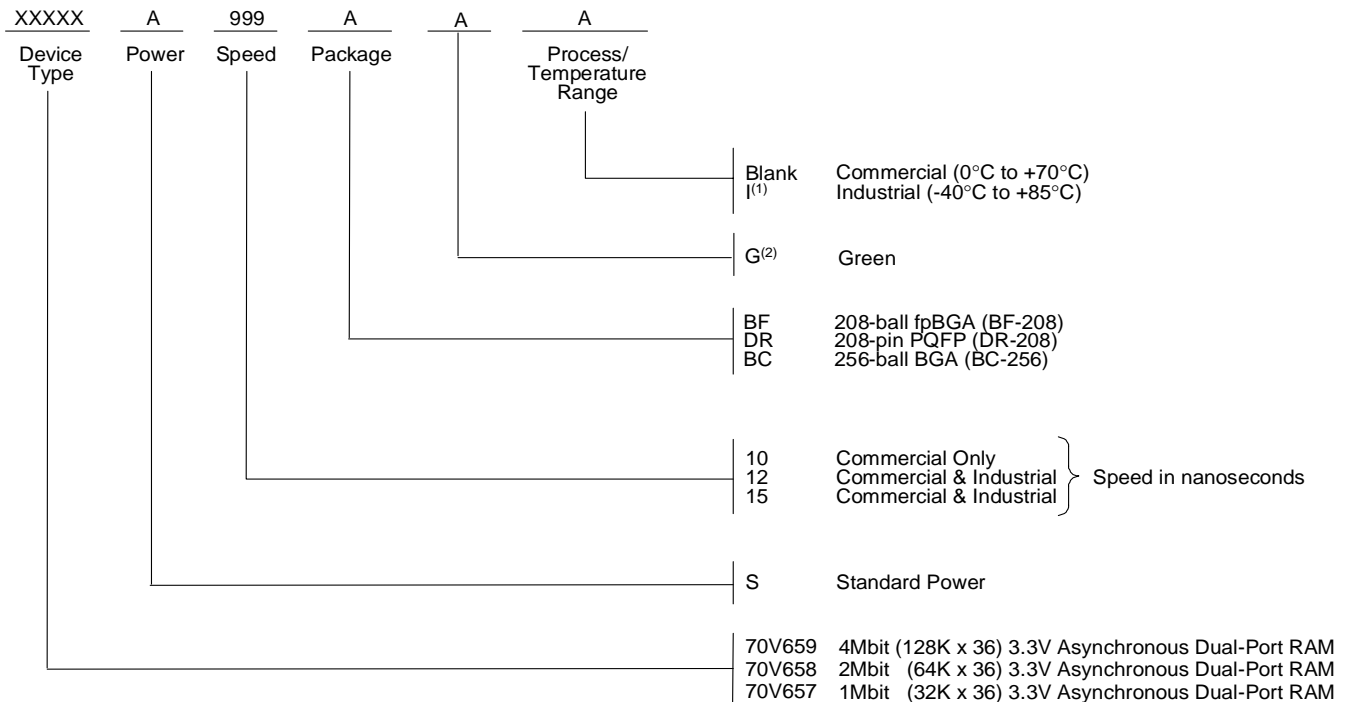 XXXXX A 999 A A A
Device Type Power Speed Package Process/ Temperature Range
Blank Commercial (0°C to +70°C)
I(1) Industrial (-40°C to +85°C)
G(2) Green
BF 208-ball fpBGA (BF-208)
DR 208-pin PQFP (DR-208)
BC 256-ball BGA (BC-256)
10 Commercial Only
12 Commercial & Industrial Speed in nanoseconds
15 Commercial & Industrial
S Standard Power
70V659 4Mbit (128K x 36) 3.3V Asynchronous Dual-Port RAM
70V658 2Mbit (64K x 36) 3.3V Asynchronous Dual-Port RAM
70V657 1Mbit (32K x 36) 3.3V Asynchronous Dual-Port RAM